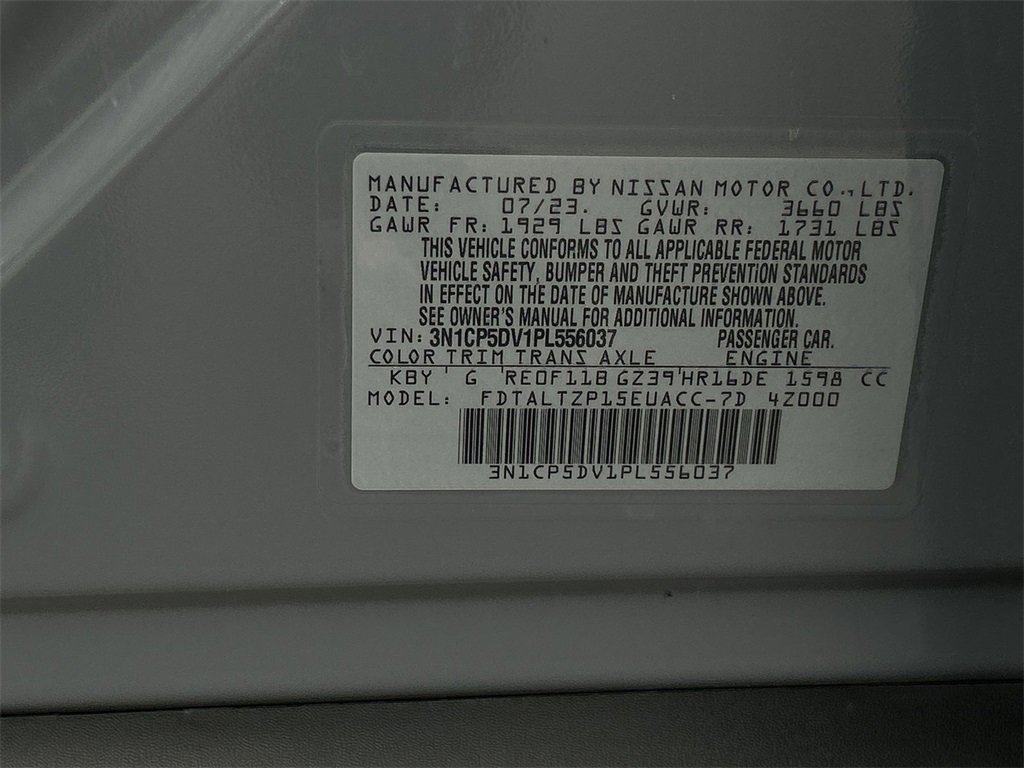 MANUFACTURED BY NISSAN MOTOR CO.,LTD.
DATE: 07/23. GVWR: 3660 LBS
GAWR FR: 1929 LBS GAWR RR: 1731 LBS
THIS VEHICLE CONFORMS TO ALL APPLICABLE FEDERAL MOTOR
VEHICLE SAFETY, BUMPER AND THEFT PREVENTION STANDARDS
IN EFFECT ON THE DATE OF MANUFACTURE SHOWN ABOVE.
SEE OWNER'S MANUAL FOR ADDITIONAL INFORMATION.
VIN: 3N1CP5DV1PL556037 PASSENGER CAR.
COLOR TRIM TRANS AXLE ENGINE
KBY G RE0F11B GZ39 HR16DE 1598 CC
MODEL: FDTALTZP15EUACC-7D 4Z000
3N1CP5DV1PL556037